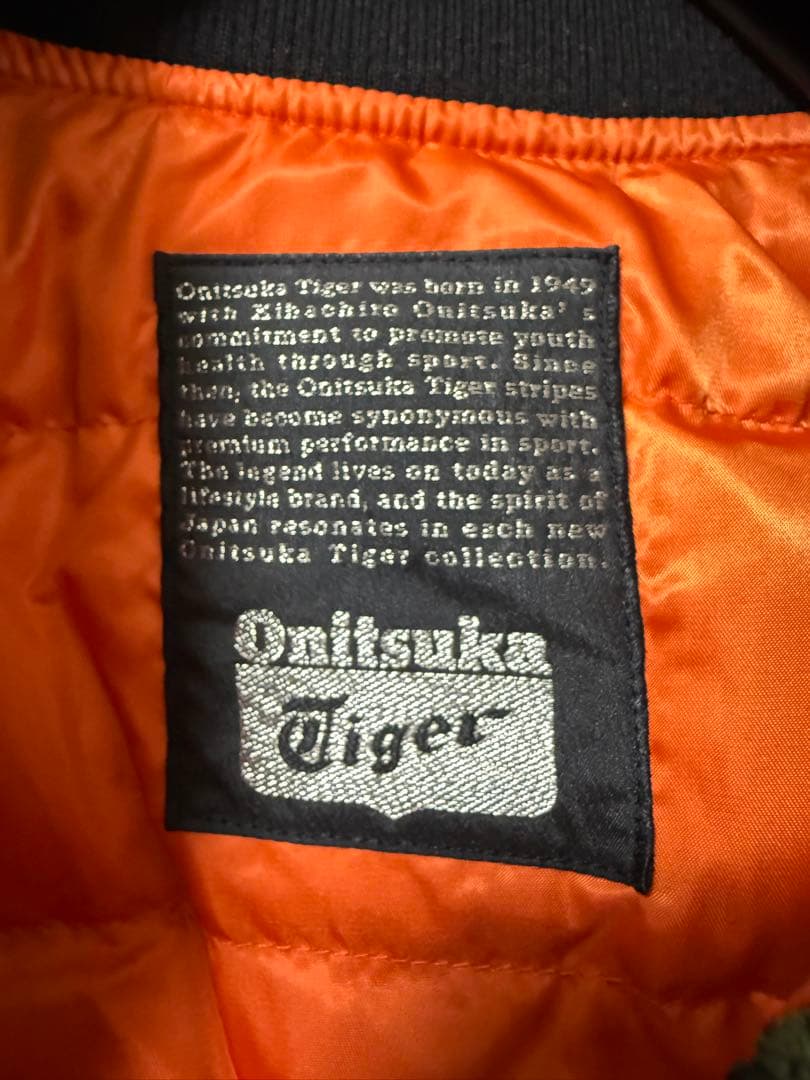 Onitsuka Tiger was born in 1949
with Kihachiro Onitsuka's
commitment to promote youth
health through sport. Since
then, the Onitsuka Tiger stripes
have become synonymous with
premium performance in sport.
The legend lives on today as a
lifestyle brand, and the spirit of
Japan resonates in each new
Onitsuka Tiger collection.
Onitsuka
Tiger